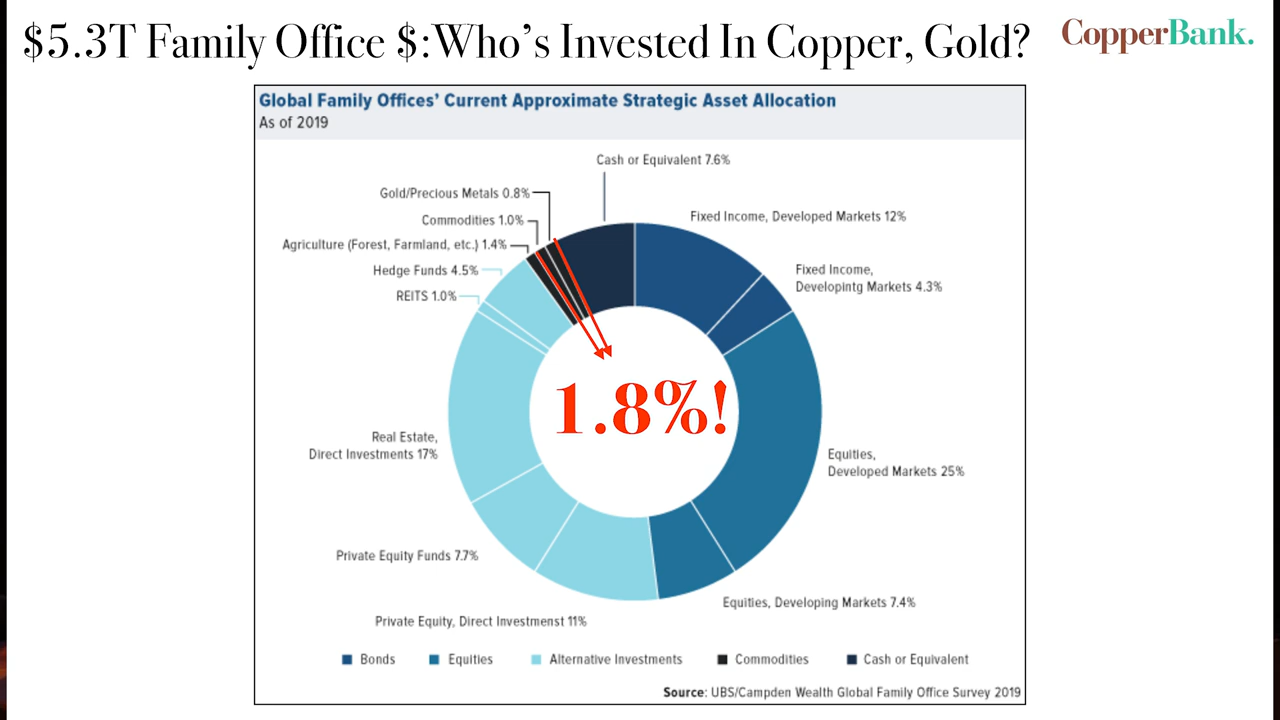 $5.3T Family Office $:Who’s Invested In Copper, Gold?
CopperBank.
Global Family Offices’ Current Approximate Strategic Asset Allocation
As of 2019
Cash or Equivalent 7.6%
Gold/Precious Metals 0.8%
Commodities 1.0%
Agriculture (Forest, Farmland, etc.) 1.4%
Hedge Funds 4.5%
REITS 1.0%
Fixed Income, Developed Markets 12%
Fixed Income,
Developintg Markets 4.3%
1.8%!
Real Estate,
Direct Investments 17%
Equities,
Developed Markets 25%
Private Equity Funds 7.7%
Equities, Developing Markets 7.4%
Private Equity, Direct Investmenst 11%
Bonds
Equities
Alternative Investments
Commodities
Cash or Equivalent
Source: UBS/Campden Wealth Global Family Office Survey 2019